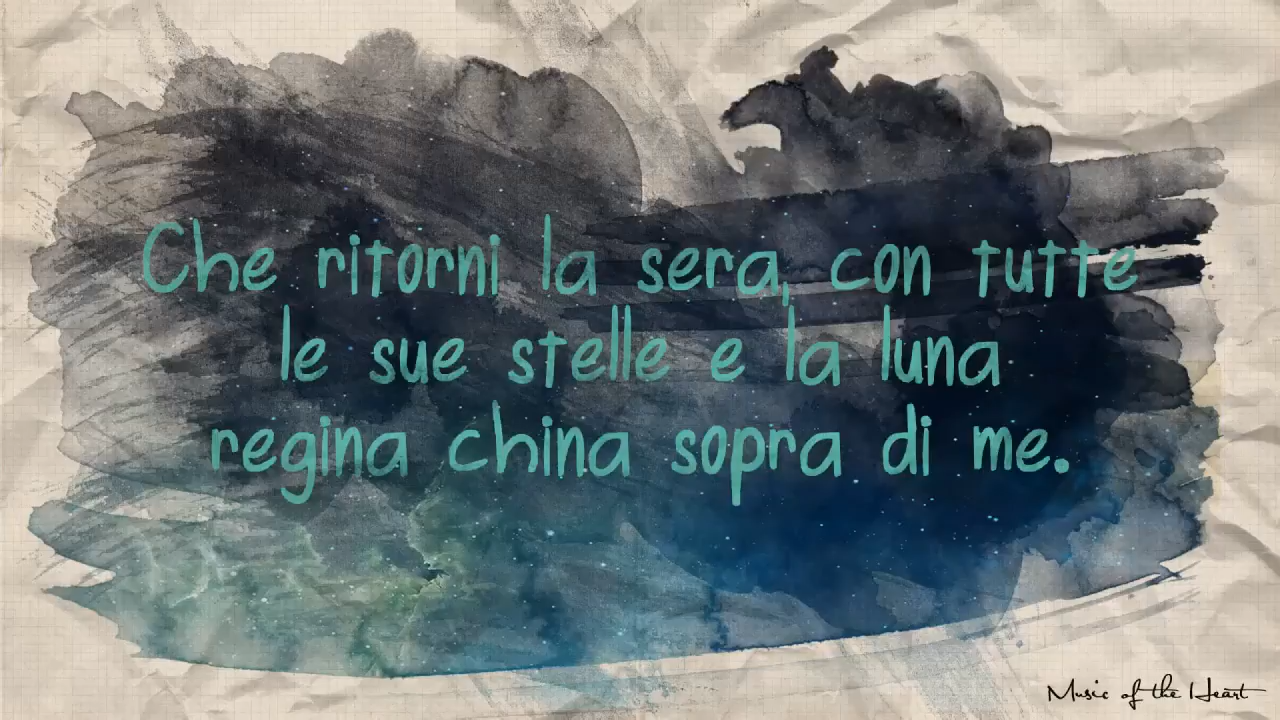 Che ritorni la sera, con tutte
le sue stelle e la luna
regina china sopra di me.
Music of the Heart